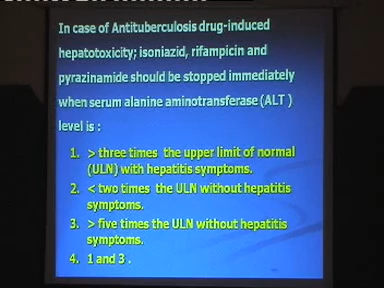 In case of Antituberculosis drug-induced
hepatotoxicity; isoniazid, rifampicin and
pyrazinamide should be stopped immediately
when serum alanine aminotransferase (ALT )
level is :
1. > three times the upper limit of normal
(ULN) with hepatitis symptoms.
2. < two times the ULN without hepatitis
symptoms.
3. > five times the ULN without hepatitis
symptoms.
4. 1 and 3 .